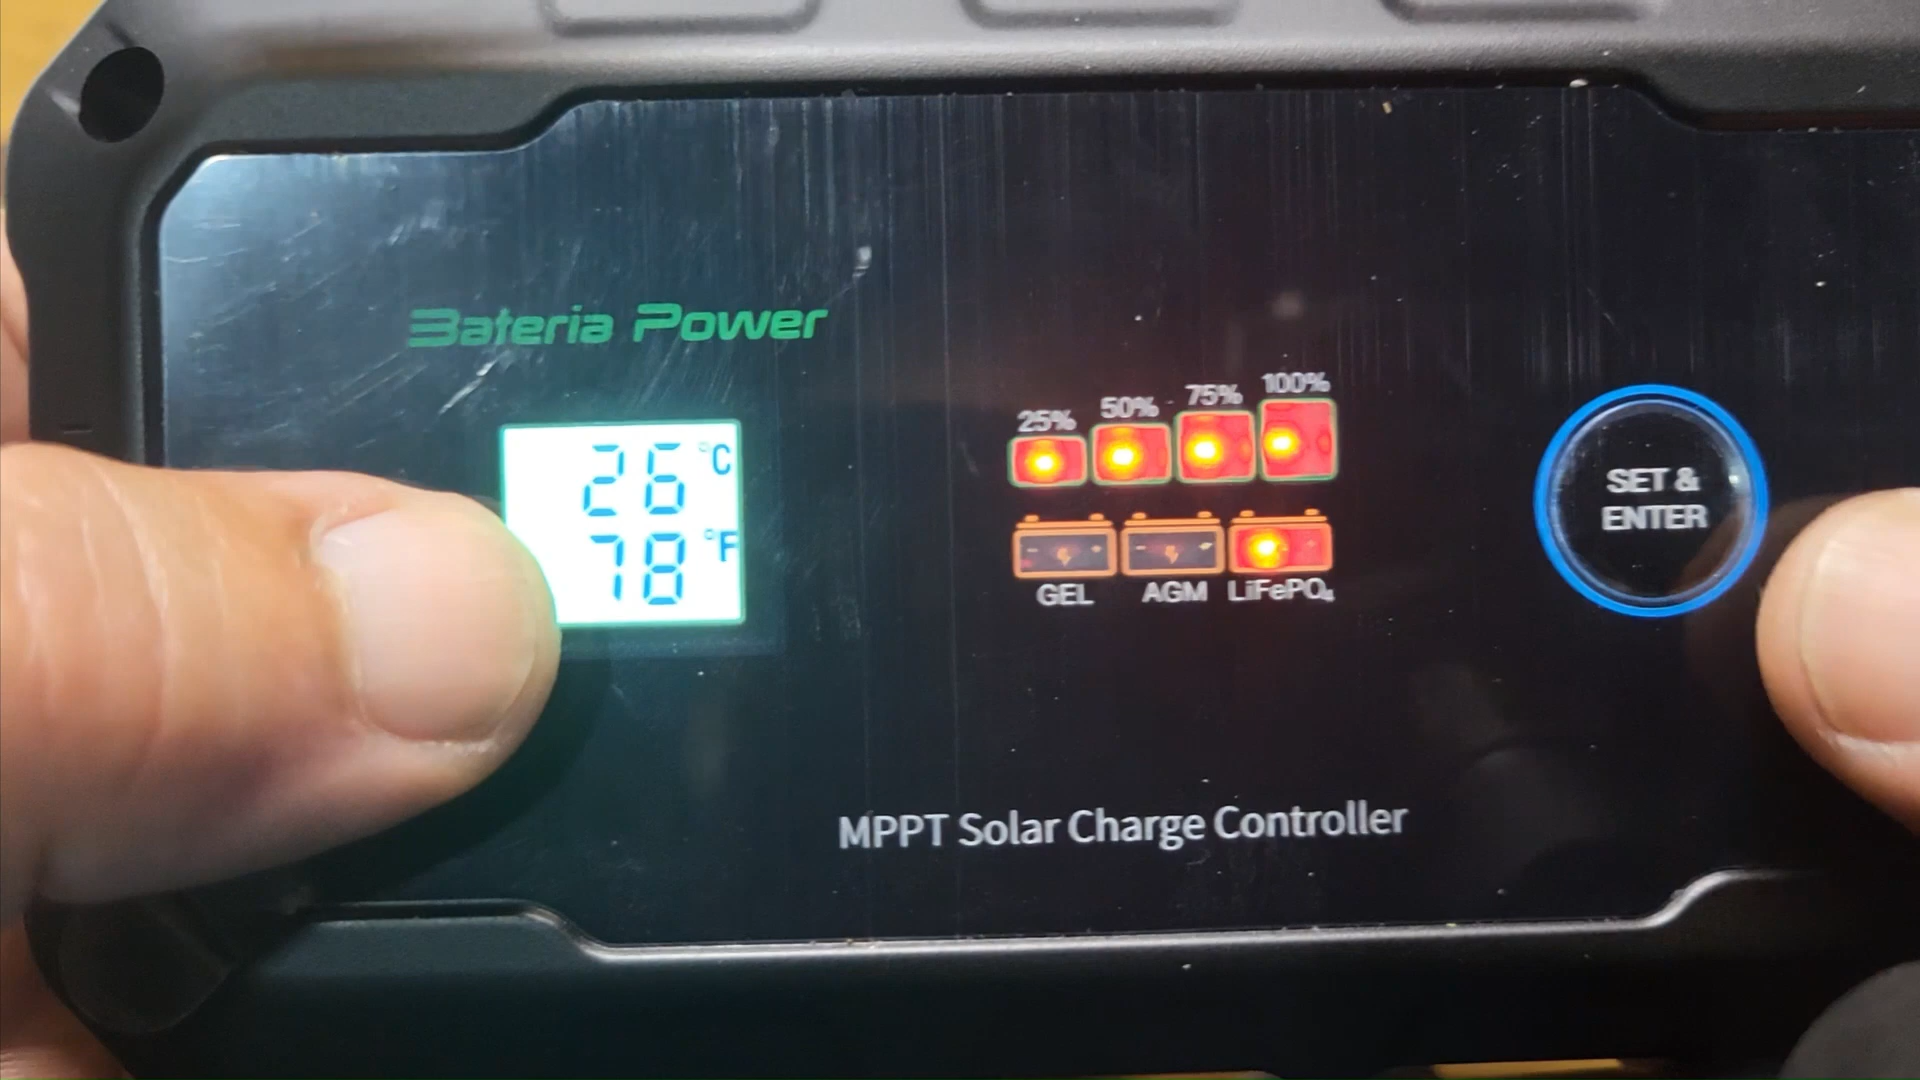 Bateria Power
26 °C
78 °F
25% 50% 75% 100%
GEL AGM LiFePO₄
SET &
ENTER
MPPT Solar Charge Controller